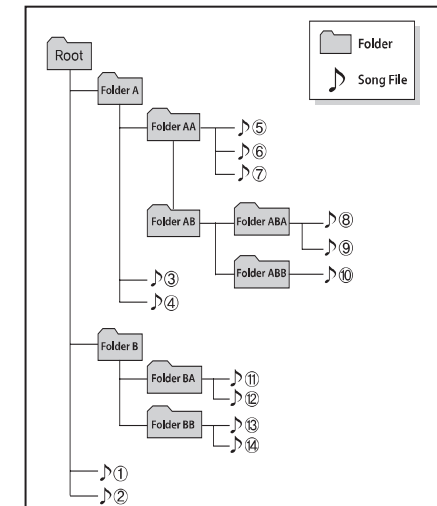 Root
Folder
Song File
Folder A
Folder AA
⑤
⑥
⑦
Folder AB
Folder ABA
⑧
⑨
Folder ABB
⑩
③
④
Folder B
Folder BA
⑪
⑫
Folder BB
⑬
⑭
①
②